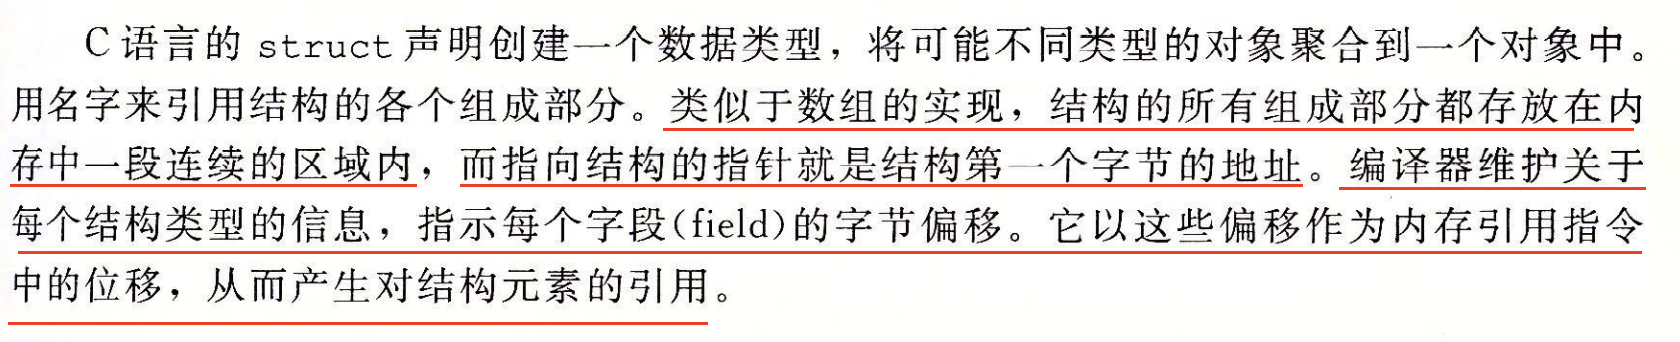 C语言的 struct 声明创建一个数据类型，将可能不同类型的对象聚合到一个对象中。
用名字来引用结构的各个组成部分。类似于数组的实现，结构的所有组成部分都存放在内
存中一段连续的区域内，而指向结构的指针就是结构第一个字节的地址。编译器维护关于
每个结构类型的信息，指示每个字段(field)的字节偏移。它以这些偏移作为内存引用指令
中的位移，从而产生对结构元素的引用。